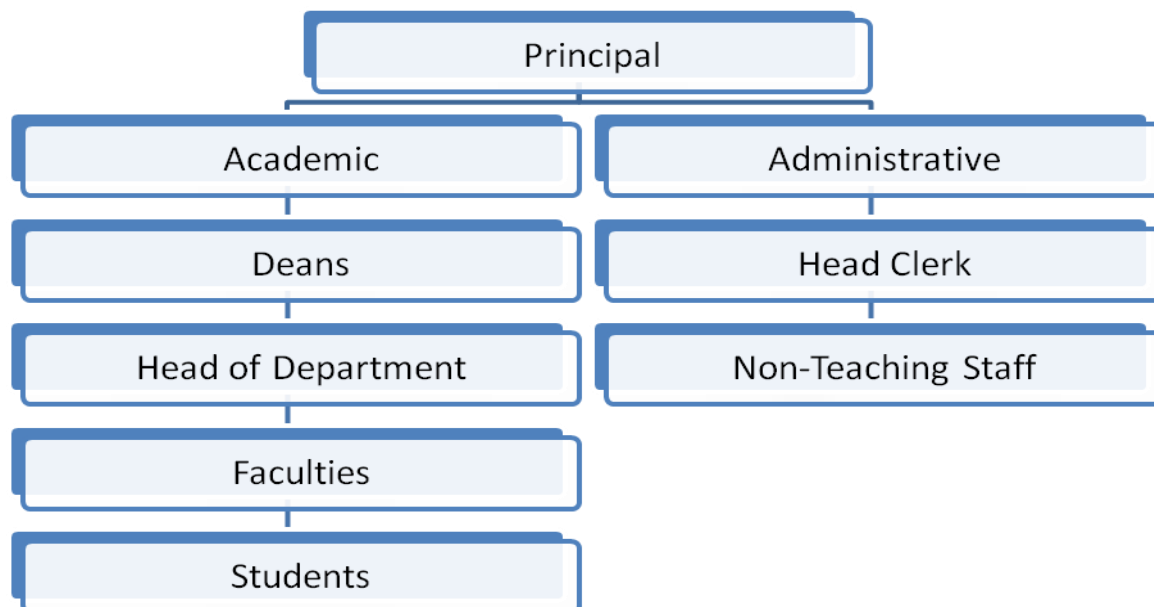 Principal
Academic
Administrative
Deans
Head Clerk
Head of Department
Non-Teaching Staff
Faculties
Students